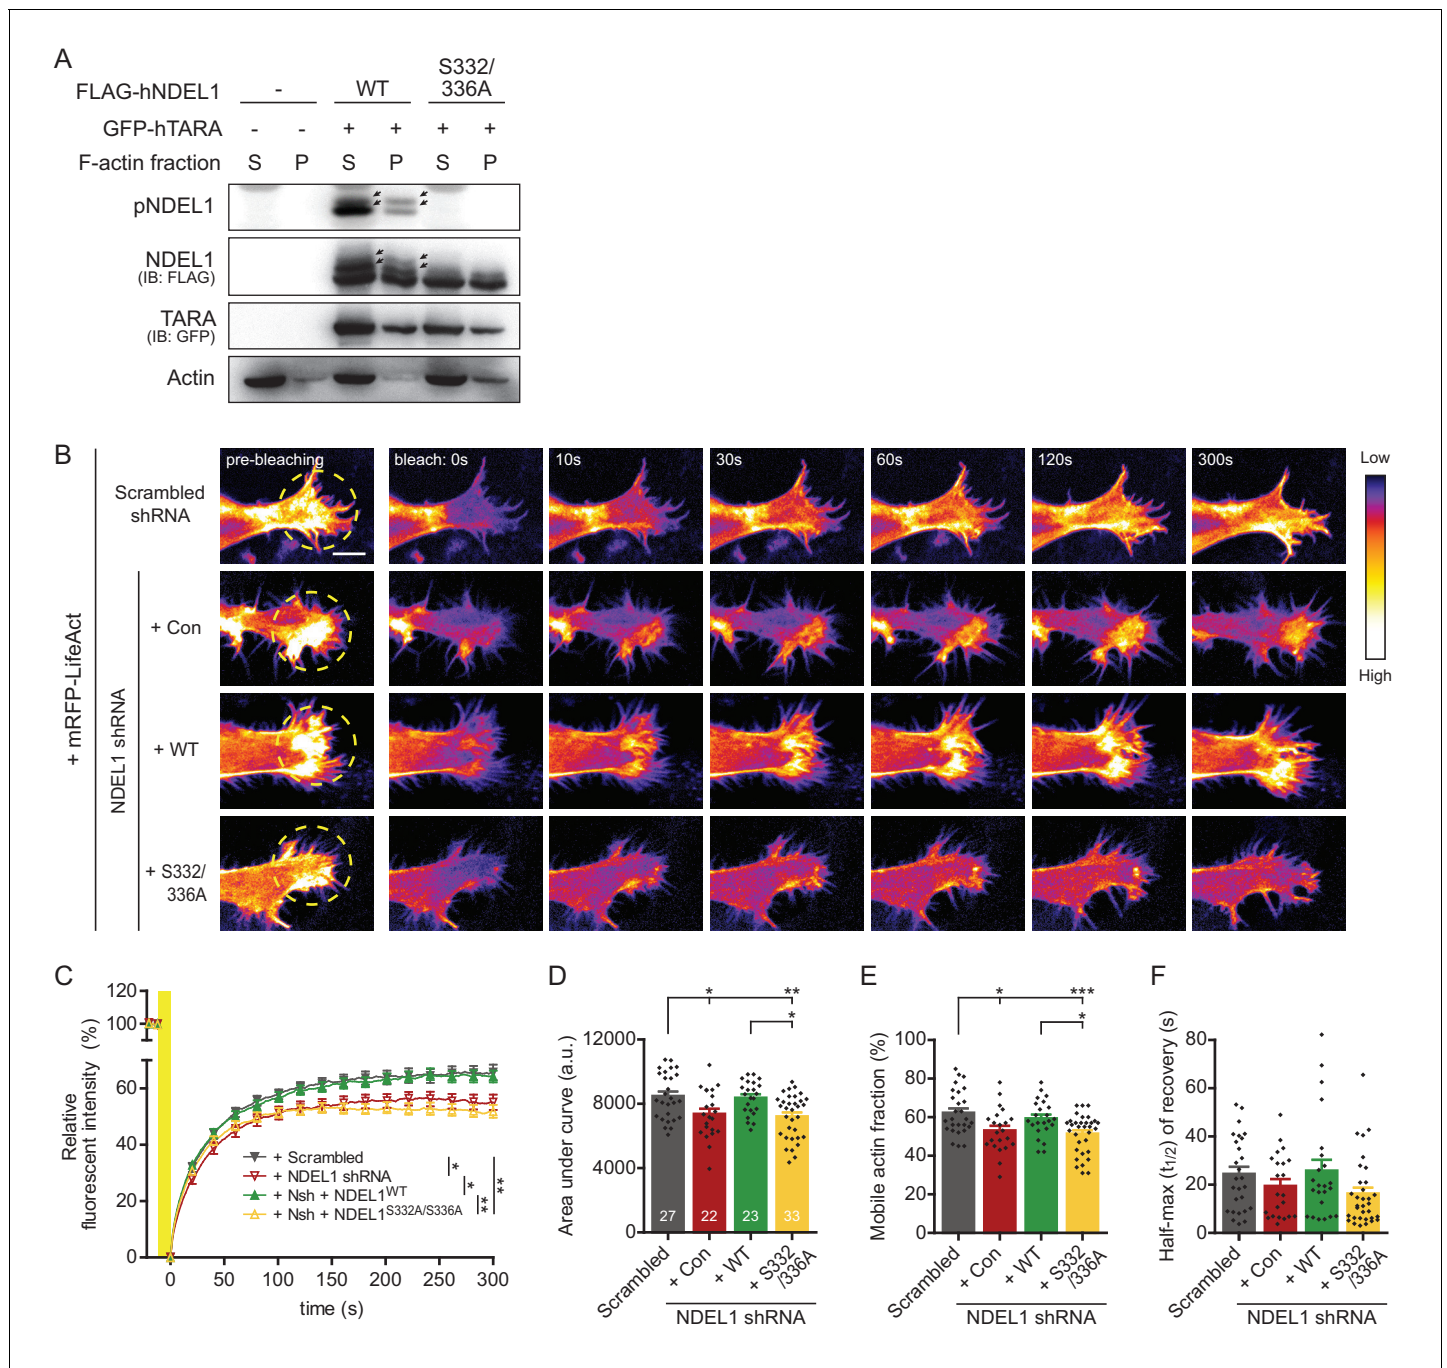 A
FLAG-hNDEL1 - WT S332/
336A
GFP-hTARA - - + + + +
F-actin fraction S P S P S P
pNDEL1
NDEL1
(IB: FLAG)
TARA
(IB: GFP)
Actin
B
+ mRFP-LifeAct
NDEL1 shRNA
pre-bleaching bleach: 0s 10s 30s 60s 120s 300s
Scrambled
shRNA
+ Con
+ WT
+ S332/
336A
Low
High
C
Relative
fluorescent intensity (%)
120
100
60
40
20
0
0 50 100 150 200 250 300
time (s)
+ Scrambled
+ NDEL1 shRNA
+ Nsh + NDEL1WT
+ Nsh + NDEL1S332A/S336A
* * ** **
D
Area under curve (a.u.)
12000
8000
4000
0
* **
*
27 22 23 33
Scrambled + Con + WT + S332
/336A
NDEL1 shRNA
E
Mobile actin fraction (%)
100
80
60
40
20
0
* ***
*
Scrambled + Con + WT + S332
/336A
NDEL1 shRNA
F
Half-max (t1/2) of recovery (s)
80
60
40
20
0
Scrambled + Con + WT + S332
/336A
NDEL1 shRNA